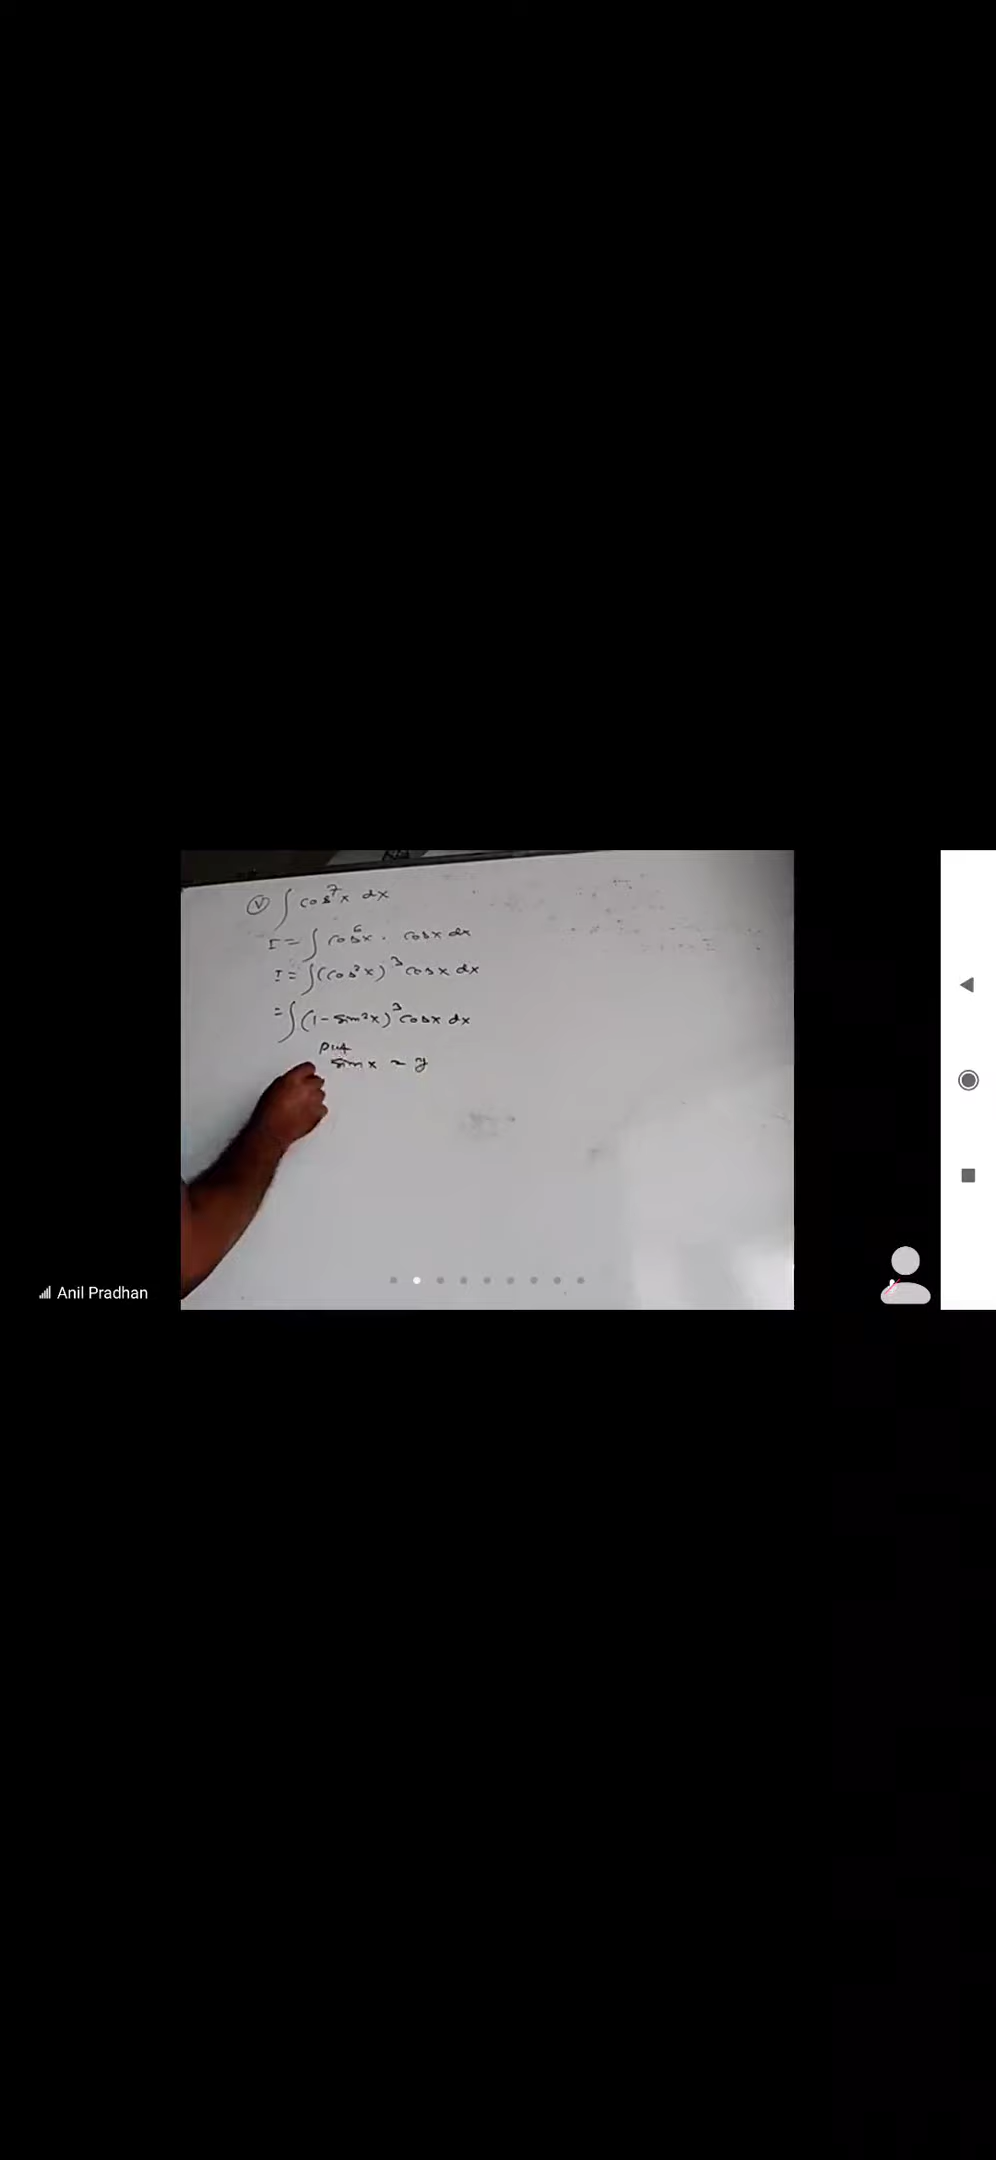 (V) ∫ cos⁷x dx
I = ∫ cos⁶x . cosx dx
I = ∫(cos²x)³ cosx dx
= ∫(1 - sin²x)³ cosx dx
put
sinx = y
Anil Pradhan